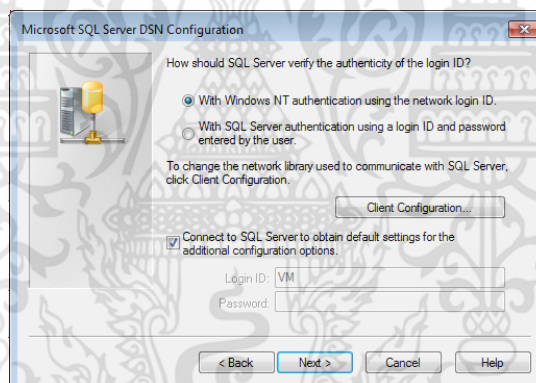 Microsoft SQL Server DSN Configuration
How should SQL Server verify the authenticity of the login ID?
With Windows NT authentication using the network login ID.
With SQL Server authentication using a login ID and password
entered by the user.
To change the network library used to communicate with SQL Server,
click Client Configuration.
Client Configuration...
Connect to SQL Server to obtain default settings for the
additional configuration options.
Login ID: VM
Password:
< Back Next > Cancel Help